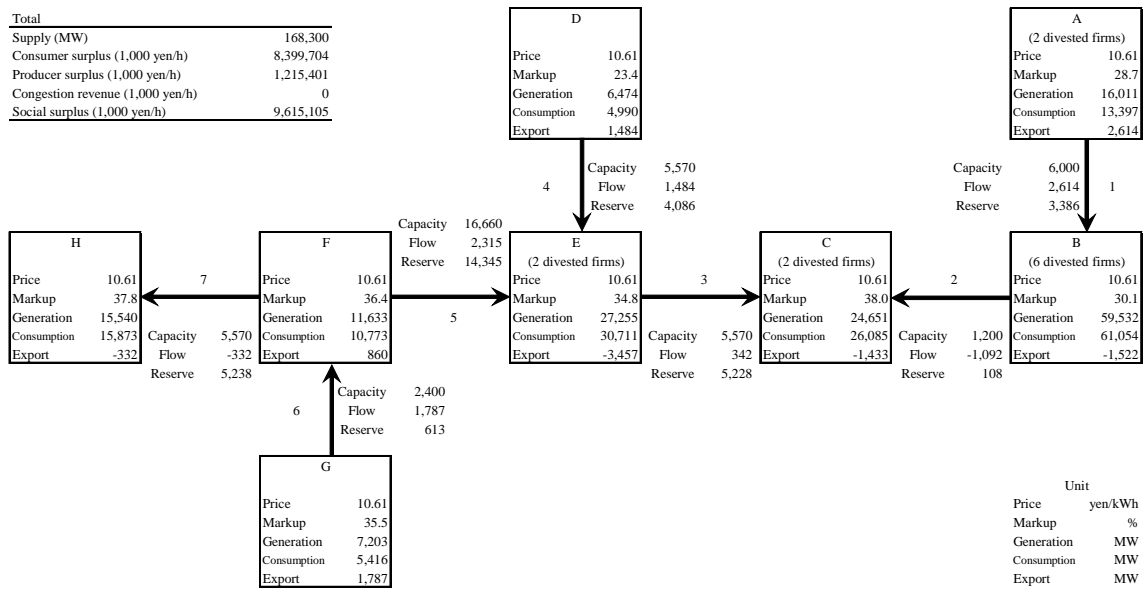 Total
Supply (MW) 168,300
Consumer surplus (1,000 yen/h) 8,399,704
Producer surplus (1,000 yen/h) 1,215,401
Congestion revenue (1,000 yen/h) 0
Social surplus (1,000 yen/h) 9,615,105
D
Price 10.61
Markup 23.4
Generation 6,474
Consumption 4,990
Export 1,484
A
(2 divested firms)
Price 10.61
Markup 28.7
Generation 16,011
Consumption 13,397
Export 2,614
4
Capacity 5,570
Flow 1,484
Reserve 4,086
Capacity 6,000
Flow 2,614
Reserve 3,386
1
H
Price 10.61
Markup 37.8
Generation 15,540
Consumption 15,873
Export -332
7
Capacity 5,570
Flow -332
Reserve 5,238
F
Price 10.61
Markup 36.4
Generation 11,633
Consumption 10,773
Export 860
Capacity 16,660
Flow 2,315
Reserve 14,345
5
E
(2 divested firms)
Price 10.61
Markup 34.8
Generation 27,255
Consumption 30,711
Export -3,457
3
Capacity 5,570
Flow 342
Reserve 5,228
C
(2 divested firms)
Price 10.61
Markup 38.0
Generation 24,651
Consumption 26,085
Export -1,433
2
Capacity 1,200
Flow -1,092
Reserve 108
B
(6 divested firms)
Price 10.61
Markup 30.1
Generation 59,532
Consumption 61,054
Export -1,522
6
Capacity 2,400
Flow 1,787
Reserve 613
G
Price 10.61
Markup 35.5
Generation 7,203
Consumption 5,416
Export 1,787
Unit
Price yen/kWh
Markup %
Generation MW
Consumption MW
Export MW